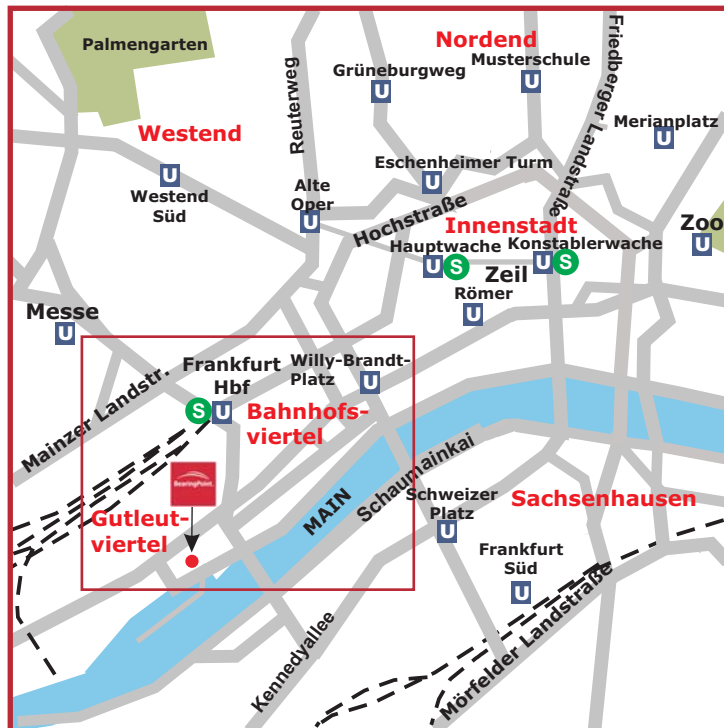 Palmengarten
Nordend
Grüneburgweg
U
Musterschule
U
Friedberger Landstraße
Merianplatz
U
Westend
U
Westend
Süd
Reuterweg
Eschenheimer Turm
U
Alte
Oper
U
Hochstraße
Innenstadt
Hauptwache
U
S
Konstablerwache
U
S
Zeil
Zoo
U
Römer
U
Messe
U
Mainzer Landstr.
Frankfurt
Hbf
S
U
Willy-Brandt-
Platz
U
Bahnhofs-
viertel
BearingPoint
Gutleut-
viertel
MAIN
Schaumainkai
Schweizer
Platz
U
Sachsenhausen
Frankfurt
Süd
U
Kennedyallee
Mörfelder Landstraße